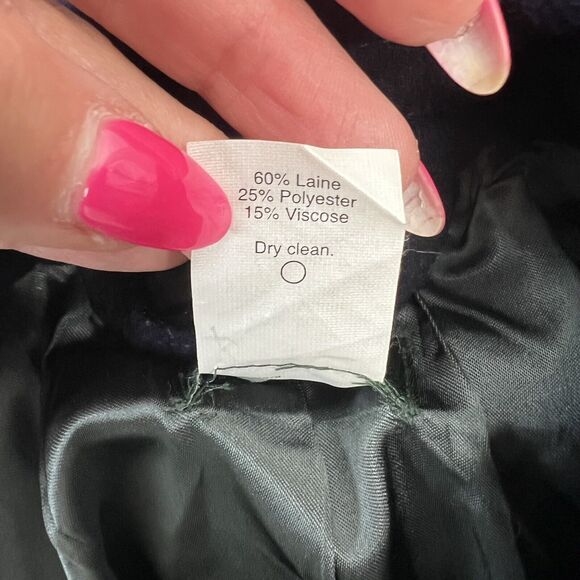 60% Laine
25% Polyester
15% Viscose
Dry clean.